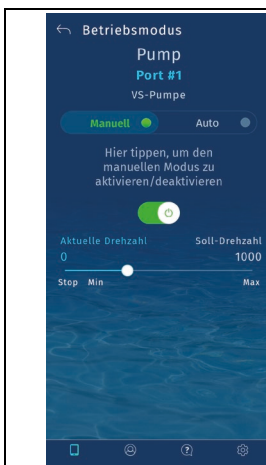 Betriebsmodus
Pump
Port #1
VS-Pumpe
Manuell Auto
Hier tippen, um den
manuellen Modus zu
aktivieren/deaktivieren
Aktuelle Drehzahl Soll-Drehzahl
0 1000
Stop Min Max